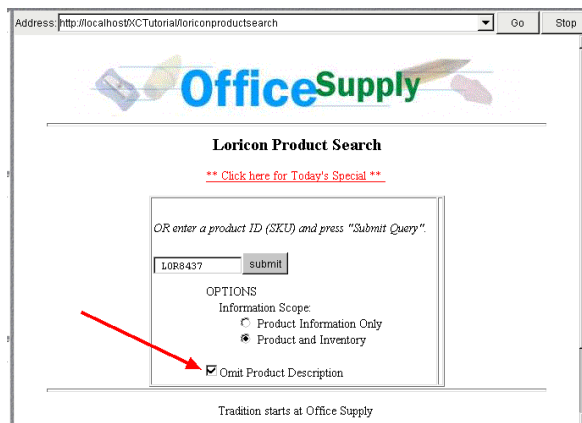 Address: http://localhost/XCTutorial/loriconproductsearch Go Stop
OfficeSupply
Loricon Product Search
** Click here for Today's Special **
OR enter a product ID (SKU) and press "Submit Query".
LOR8437 submit
OPTIONS
Information Scope:
Product Information Only
Product and Inventory
Omit Product Description
Tradition starts at Office Supply